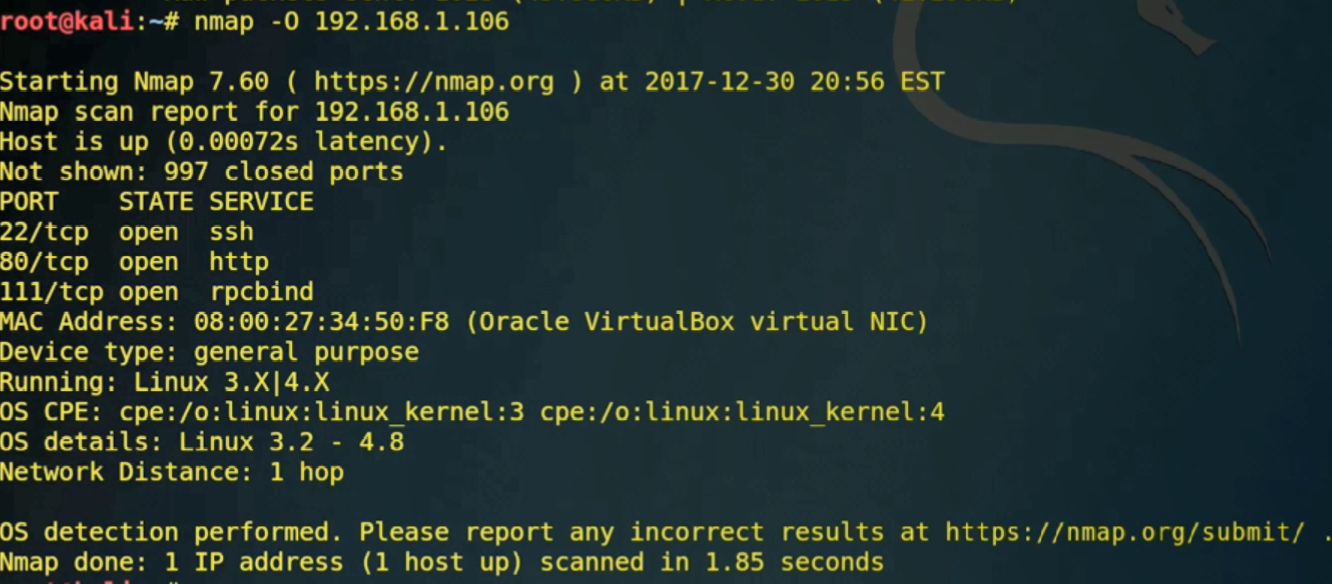 root@kali:~# nmap -O 192.168.1.106
Starting Nmap 7.60 ( https://nmap.org ) at 2017-12-30 20:56 EST
Nmap scan report for 192.168.1.106
Host is up (0.00072s latency).
Not shown: 997 closed ports
PORT    STATE SERVICE
22/tcp  open  ssh
80/tcp  open  http
111/tcp open  rpcbind
MAC Address: 08:00:27:34:50:F8 (Oracle VirtualBox virtual NIC)
Device type: general purpose
Running: Linux 3.X|4.X
OS CPE: cpe:/o:linux:linux_kernel:3 cpe:/o:linux:linux_kernel:4
OS details: Linux 3.2 - 4.8
Network Distance: 1 hop
OS detection performed. Please report any incorrect results at https://nmap.org/submit/ .
Nmap done: 1 IP address (1 host up) scanned in 1.85 seconds